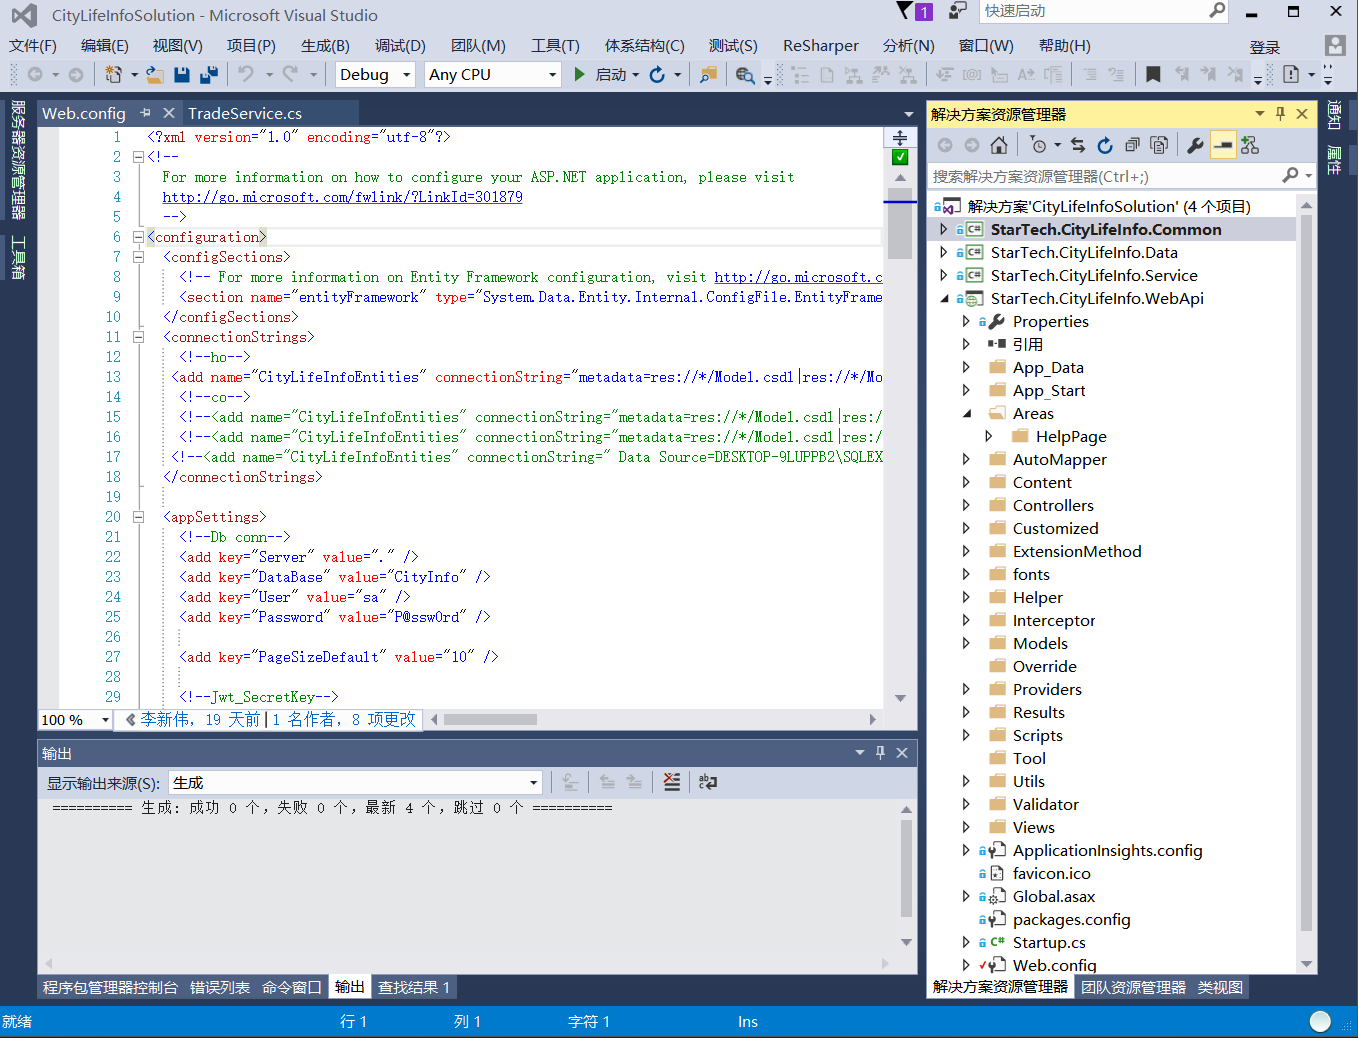 CityLifeInfoSolution - Microsoft Visual Studio
1
快速启动
文件(F) 编辑(E) 视图(V) 项目(P) 生成(B) 调试(D) 团队(M) 工具(T) 体系结构(C) 测试(S) ReSharper 分析(N) 窗口(W) 帮助(H) 登录
Debug Any CPU 启动
服务器资源管理器
工具箱
Web.config TradeService.cs
1 <?xml version="1.0" encoding="utf-8"?>
2 <!--
3 For more information on how to configure your ASP.NET application, please visit
4 http://go.microsoft.com/fwlink/?LinkId=301879
5 -->
6 <configuration>
7 <configSections>
8 <!-- For more information on Entity Framework configuration, visit http://go.microsoft.c
9 <section name="entityFramework" type="System.Data.Entity.Internal.ConfigFile.EntityFrame
10 </configSections>
11 <connectionStrings>
12 <!--ho-->
13 <add name="CityLifeInfoEntities" connectionString="metadata=res://*/Model.csdl|res://*/Mo
14 <!--co-->
15 <!--<add name="CityLifeInfoEntities" connectionString="metadata=res://*/Model.csdl|res:/
16 <!--<add name="CityLifeInfoEntities" connectionString="metadata=res://*/Model.csdl|res:/
17 <!--<add name="CityLifeInfoEntities" connectionString=" Data Source=DESKTOP-9LUPPB2\SQLEX
18 </connectionStrings>
19
20 <appSettings>
21 <!--Db conn-->
22 <add key="Server" value="." />
23 <add key="DataBase" value="CityInfo" />
24 <add key="User" value="sa" />
25 <add key="Password" value="P@ssw0rd" />
26
27 <add key="PageSizeDefault" value="10" />
28
29 <!--Jwt_SecretKey-->
100 % 李新伟，19 天前|1 名作者，8 项更改
输出
显示输出来源(S): 生成
========== 生成: 成功 0 个，失败 0 个，最新 4 个，跳过 0 个 ==========
程序包管理器控制台 错误列表 命令窗口 输出 查找结果 1
解决方案资源管理器
搜索解决方案资源管理器(Ctrl+;)
解决方案'CityLifeInfoSolution' (4 个项目)
C# StarTech.CityLifeInfo.Common
C# StarTech.CityLifeInfo.Data
C# StarTech.CityLifeInfo.Service
StarTech.CityLifeInfo.WebApi
Properties
引用
App_Data
App_Start
Areas
HelpPage
AutoMapper
Content
Controllers
Customized
ExtensionMethod
fonts
Helper
Interceptor
Models
Override
Providers
Results
Scripts
Tool
Utils
Validator
Views
ApplicationInsights.config
favicon.ico
Global.asax
packages.config
C# Startup.cs
Web.config
解决方案资源管理器 团队资源管理器 类视图
通知
属性
就绪 行 1 列 1 字符 1 Ins